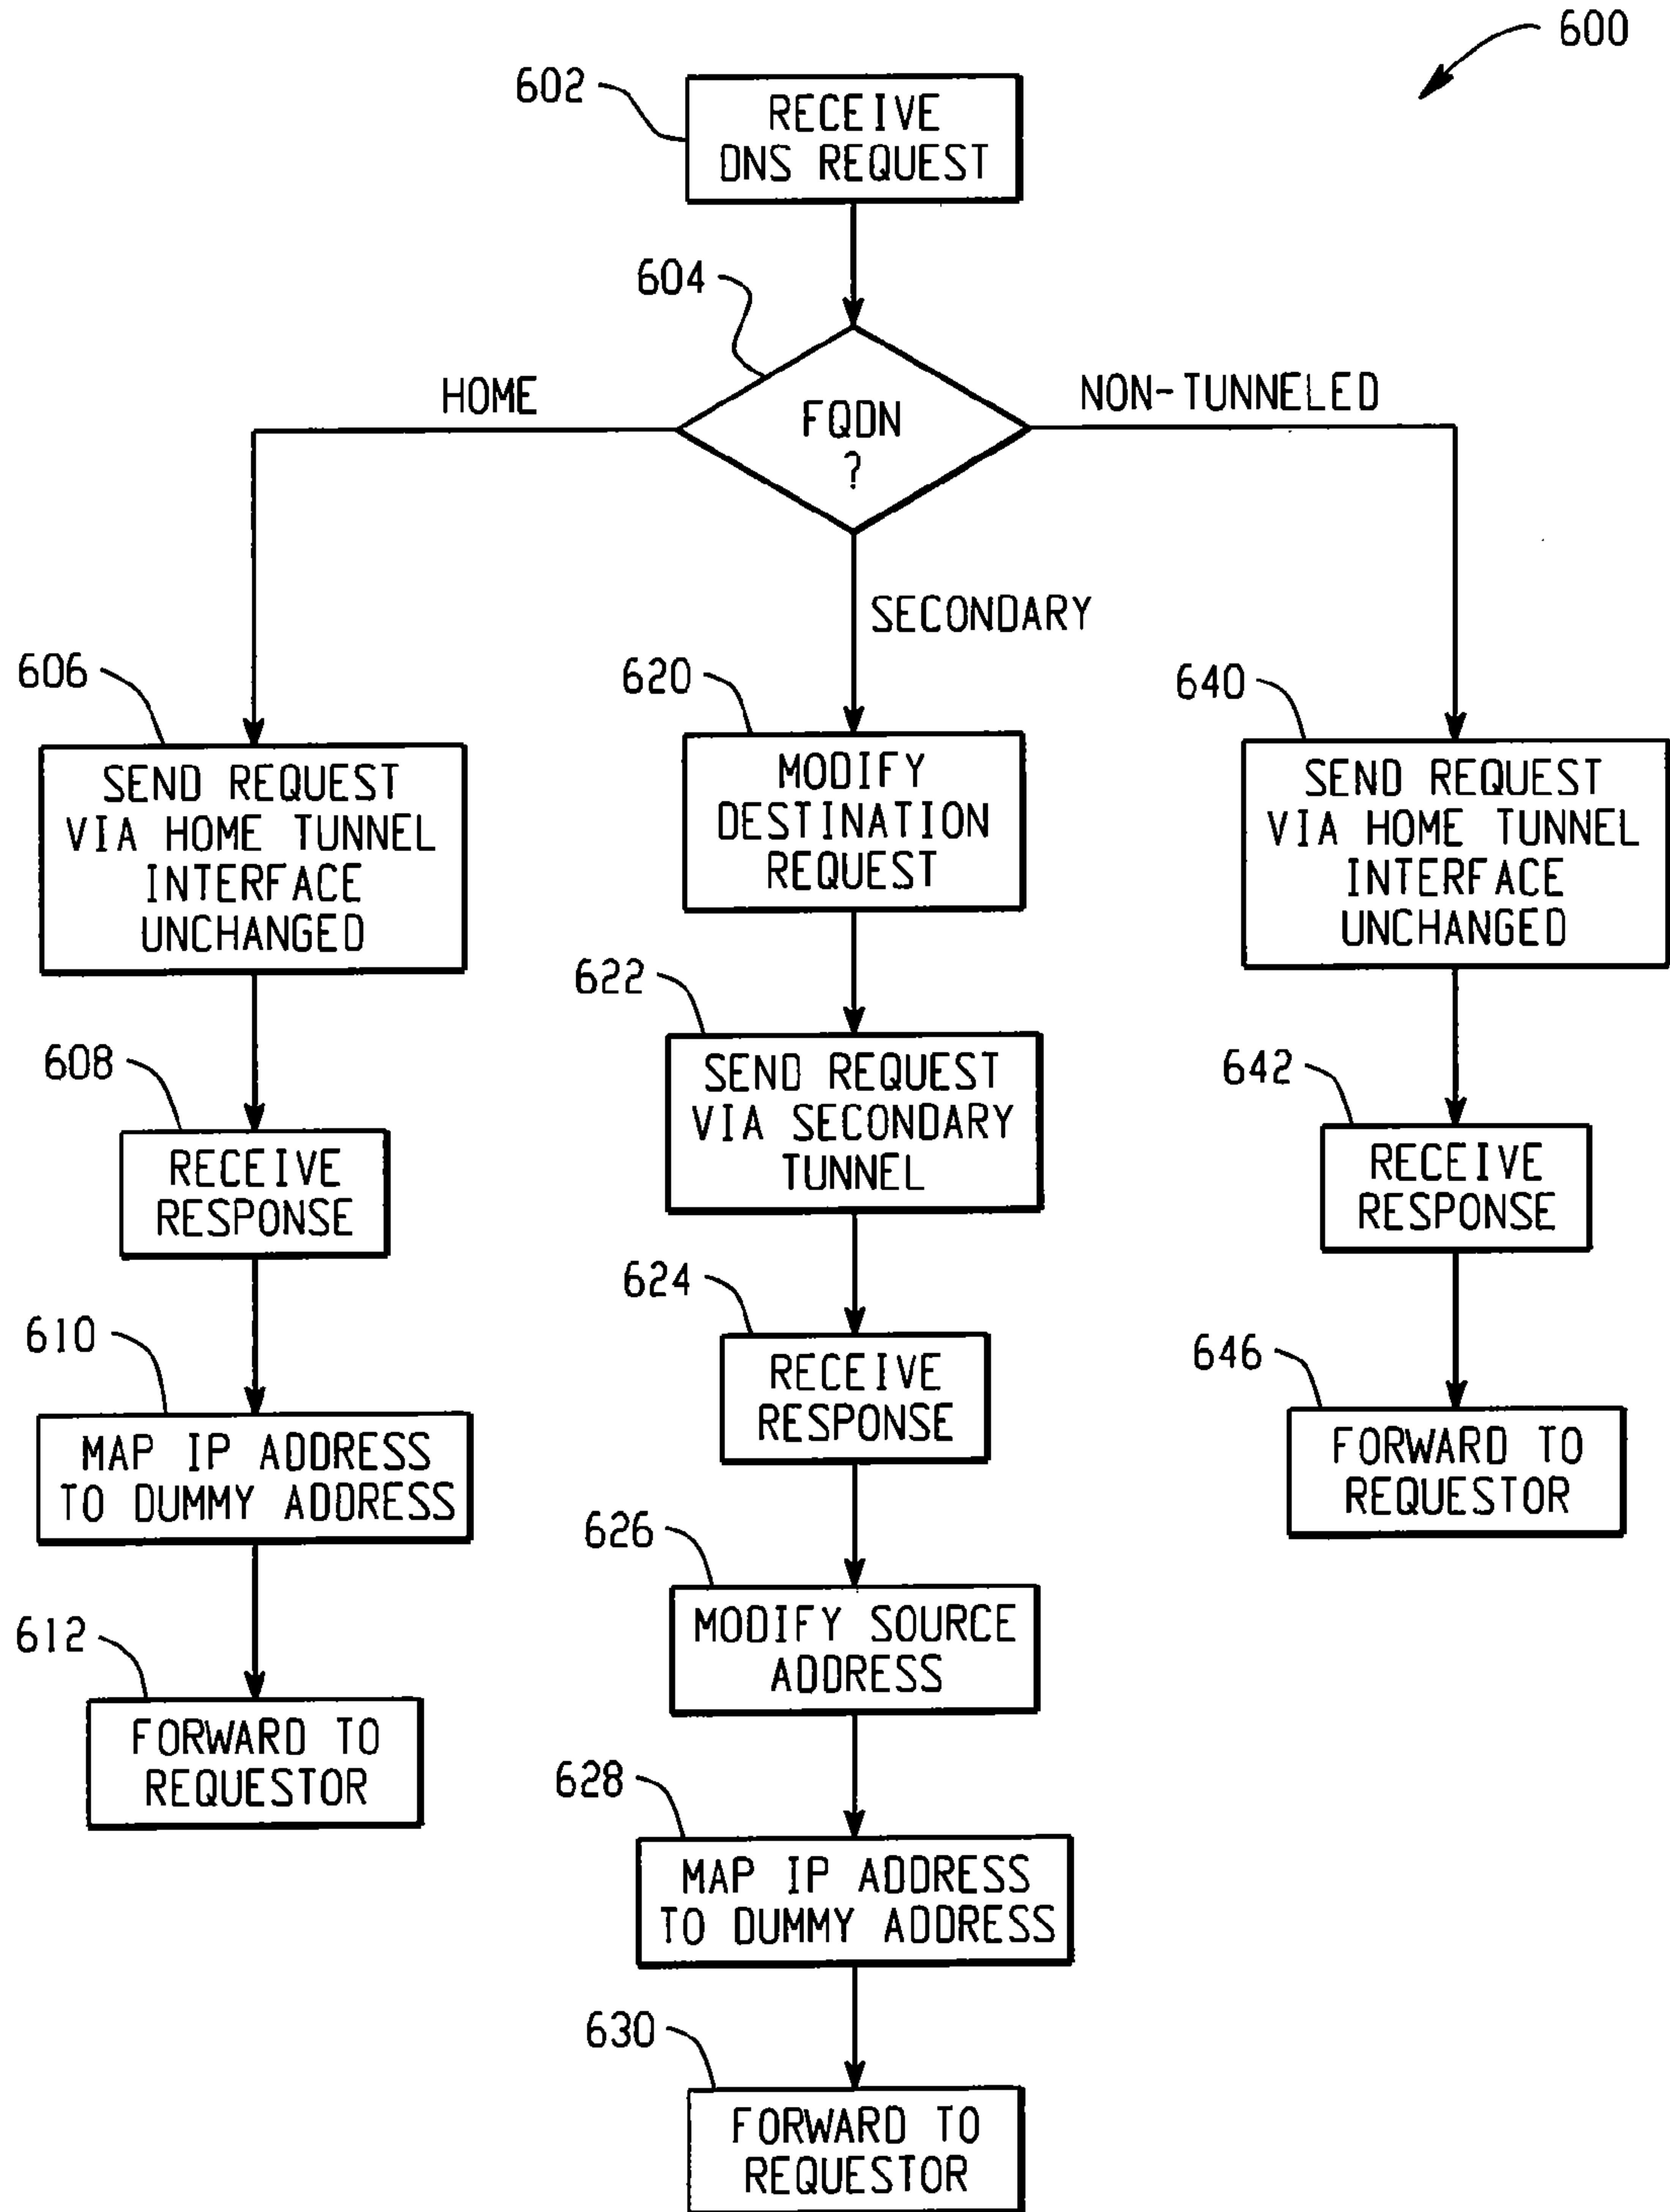 600
602
RECEIVE
DNS REQUEST
604
FQDN
?
HOME
NON-TUNNELED
SECONDARY
606
SEND REQUEST
VIA HOME TUNNEL
INTERFACE
UNCHANGED
608
RECEIVE
RESPONSE
610
MAP IP ADDRESS
TO DUMMY ADDRESS
612
FORWARD TO
REQUESTOR
620
MODIFY
DESTINATION
REQUEST
622
SEND REQUEST
VIA SECONDARY
TUNNEL
624
RECEIVE
RESPONSE
626
MODIFY SOURCE
ADDRESS
628
MAP IP ADDRESS
TO DUMMY ADDRESS
630
FORWARD TO
REQUESTOR
640
SEND REQUEST
VIA HOME TUNNEL
INTERFACE
UNCHANGED
642
RECEIVE
RESPONSE
646
FORWARD TO
REQUESTOR